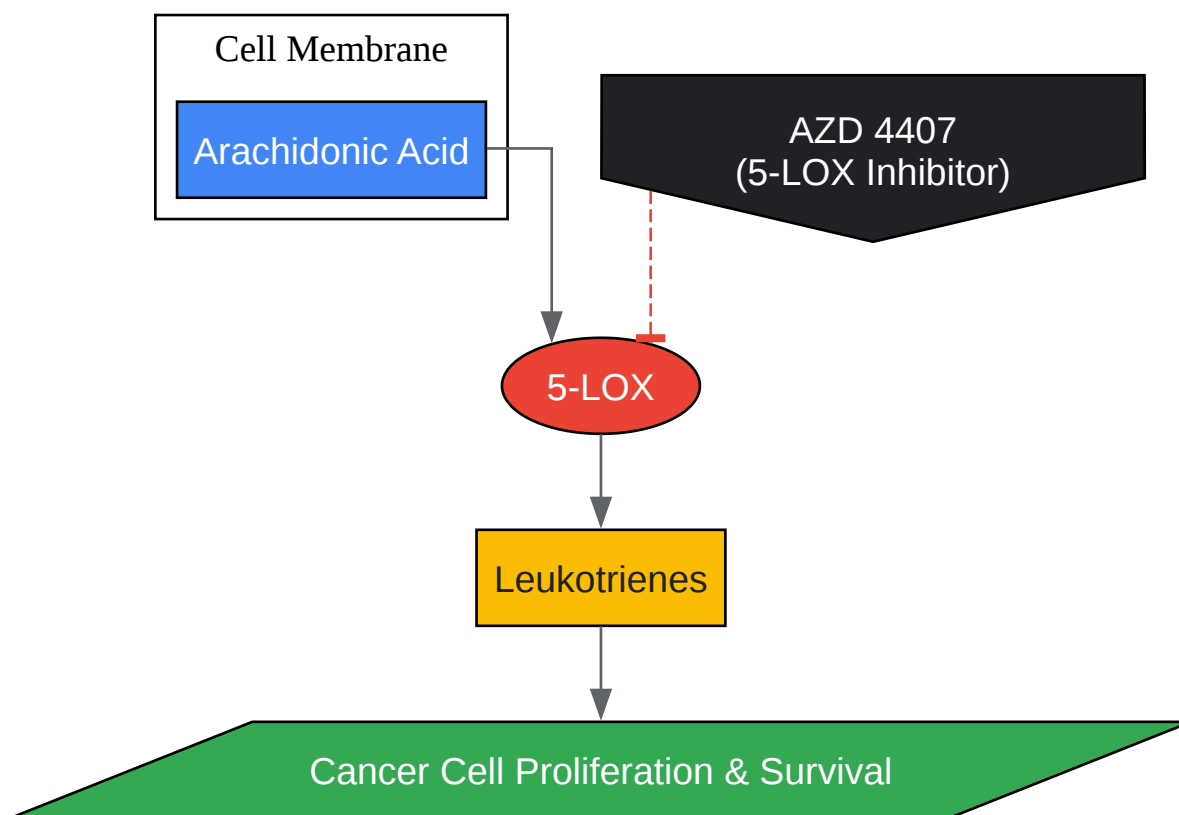 Cell Membrane
Arachidonic Acid
AZD 4407
(5-LOX Inhibitor)
5-LOX
Leukotrienes
Cancer Cell Proliferation & Survival